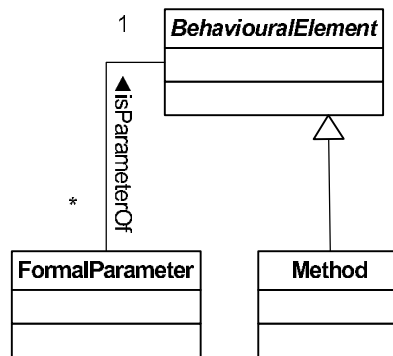 1
BehaviouralElement
◀isParameterOf
*
FormalParameter
Method